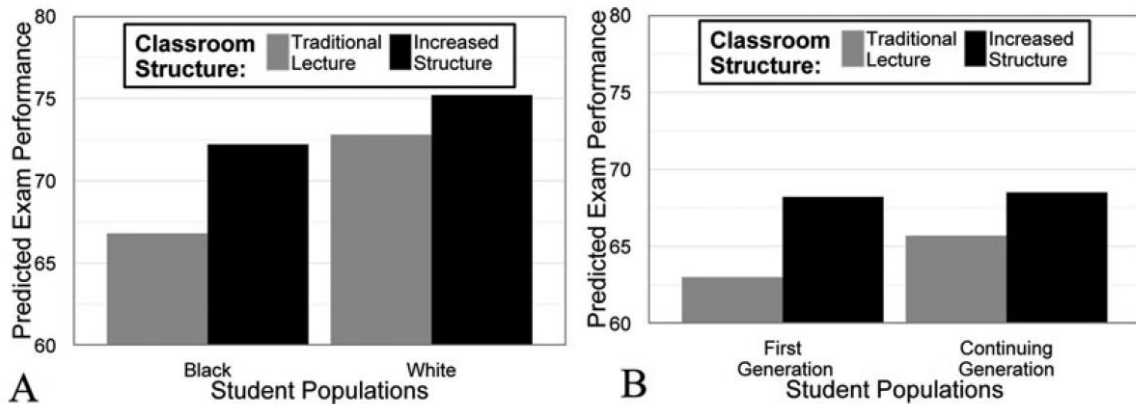 Predicted Exam Performance
80
75
70
65
60
Classroom Structure:
Traditional Lecture
Increased Structure
Black
White
Student Populations
A
Predicted Exam Performance
80
75
70
65
60
Classroom Structure:
Traditional Lecture
Increased Structure
First Generation
Continuing Generation
Student Populations
B